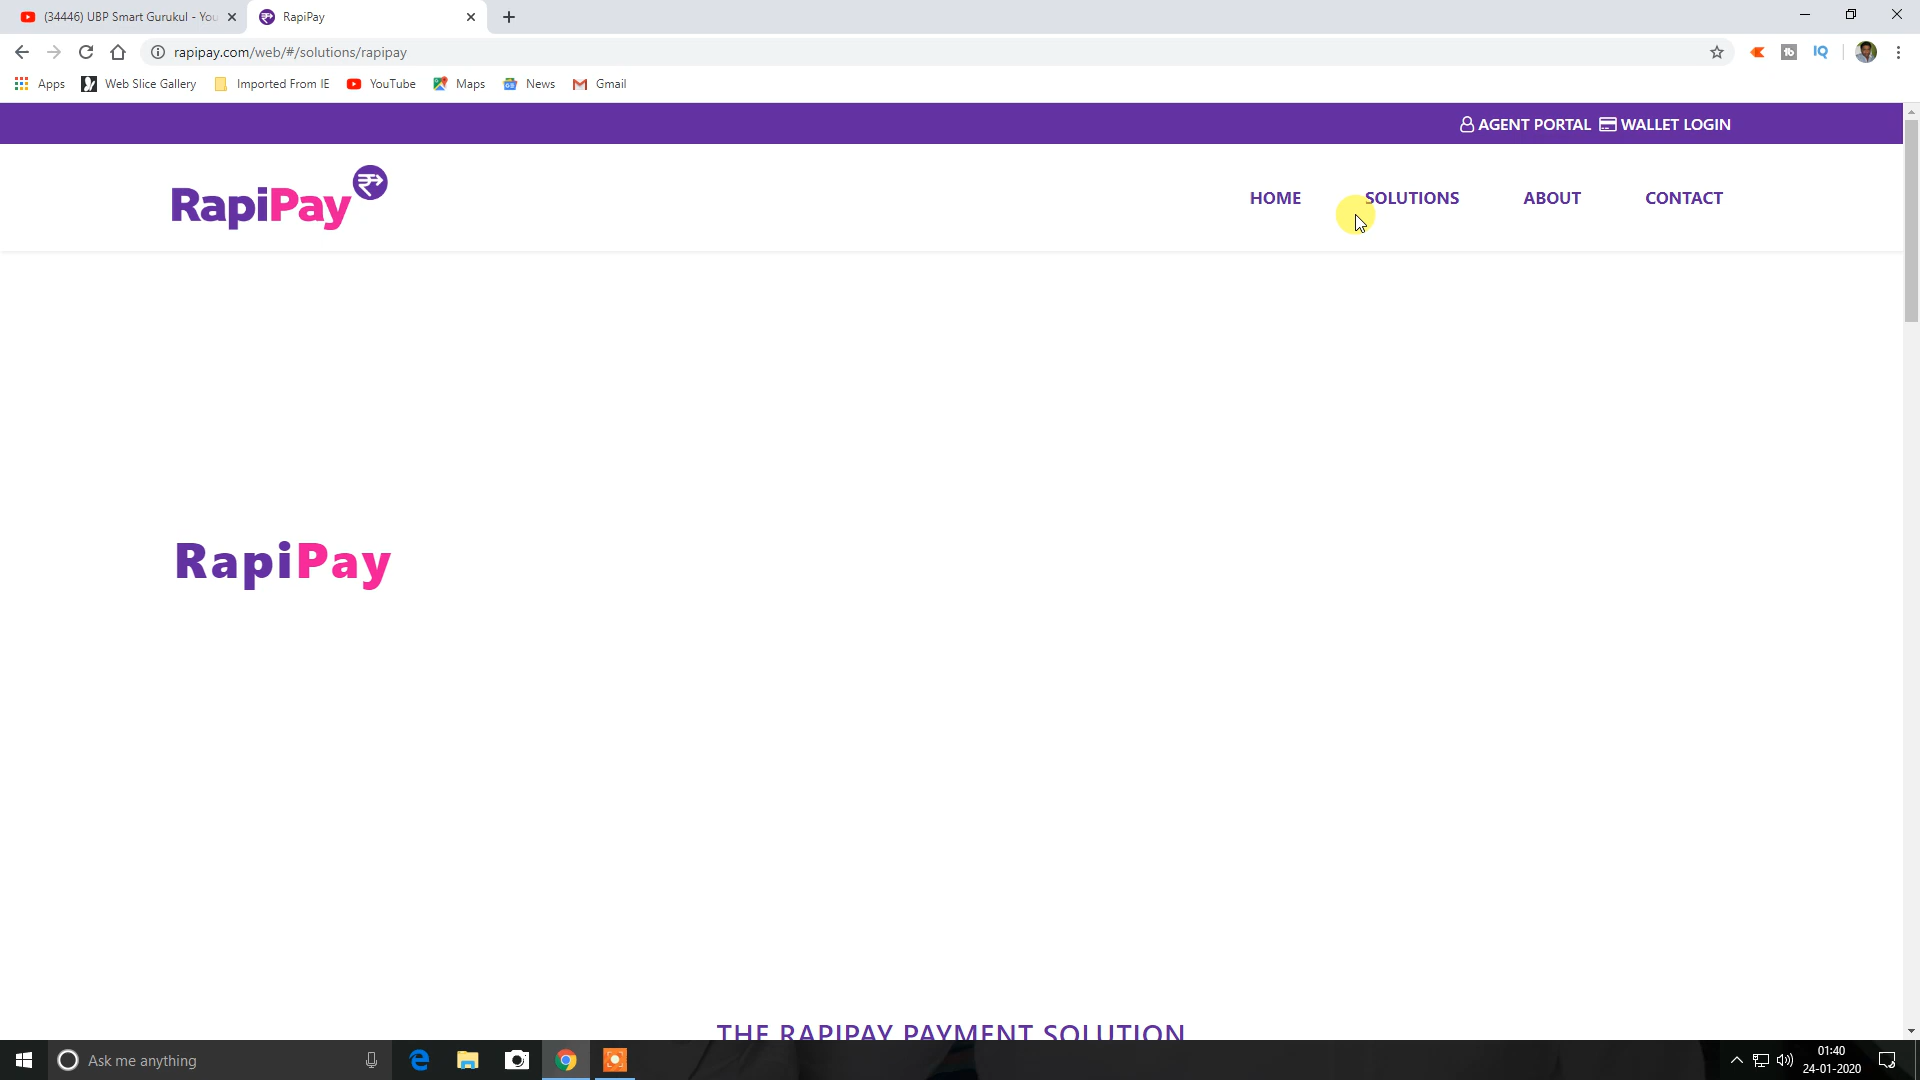 (34446) UBP Smart Gurukul - You
RapiPay
rapipay.com/web/#/solutions/rapipay
Apps
Web Slice Gallery
Imported From IE
YouTube
Maps
News
Gmail
AGENT PORTAL
WALLET LOGIN
RapiPay
HOME
SOLUTIONS
ABOUT
CONTACT
RapiPay
THE RAPIPAY PAYMENT SOLUTION
Ask me anything
01:40
24-01-2020